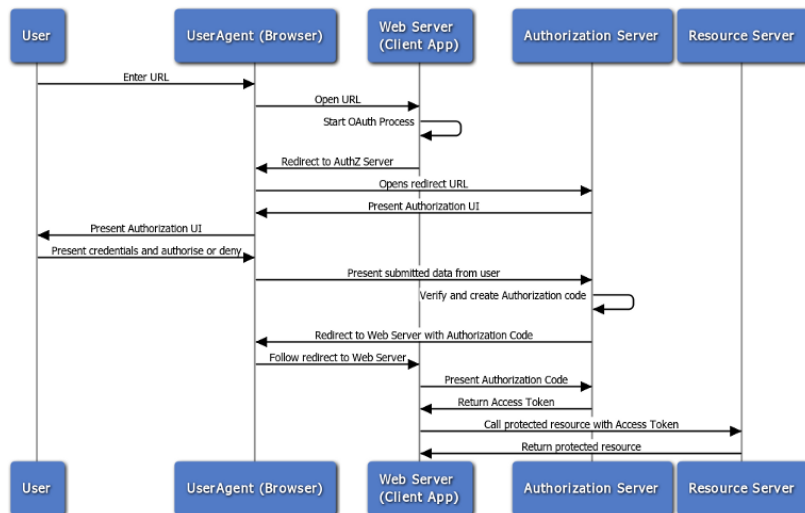 User
UserAgent (Browser)
Web Server
(Client App)
Authorization Server
Resource Server
Enter URL
Open URL
Start OAuth Process
Redirect to AuthZ Server
Opens redirect URL
Present Authorization UI
Present Authorization UI
Present credentials and authorise or deny
Present submitted data from user
Verify and create Authorization code
Redirect to Web Server with Authorization Code
Follow redirect to Web Server
Present Authorization Code
Return Access Token
Call protected resource with Access Token
Return protected resource
User
UserAgent (Browser)
Web Server
(Client App)
Authorization Server
Resource Server